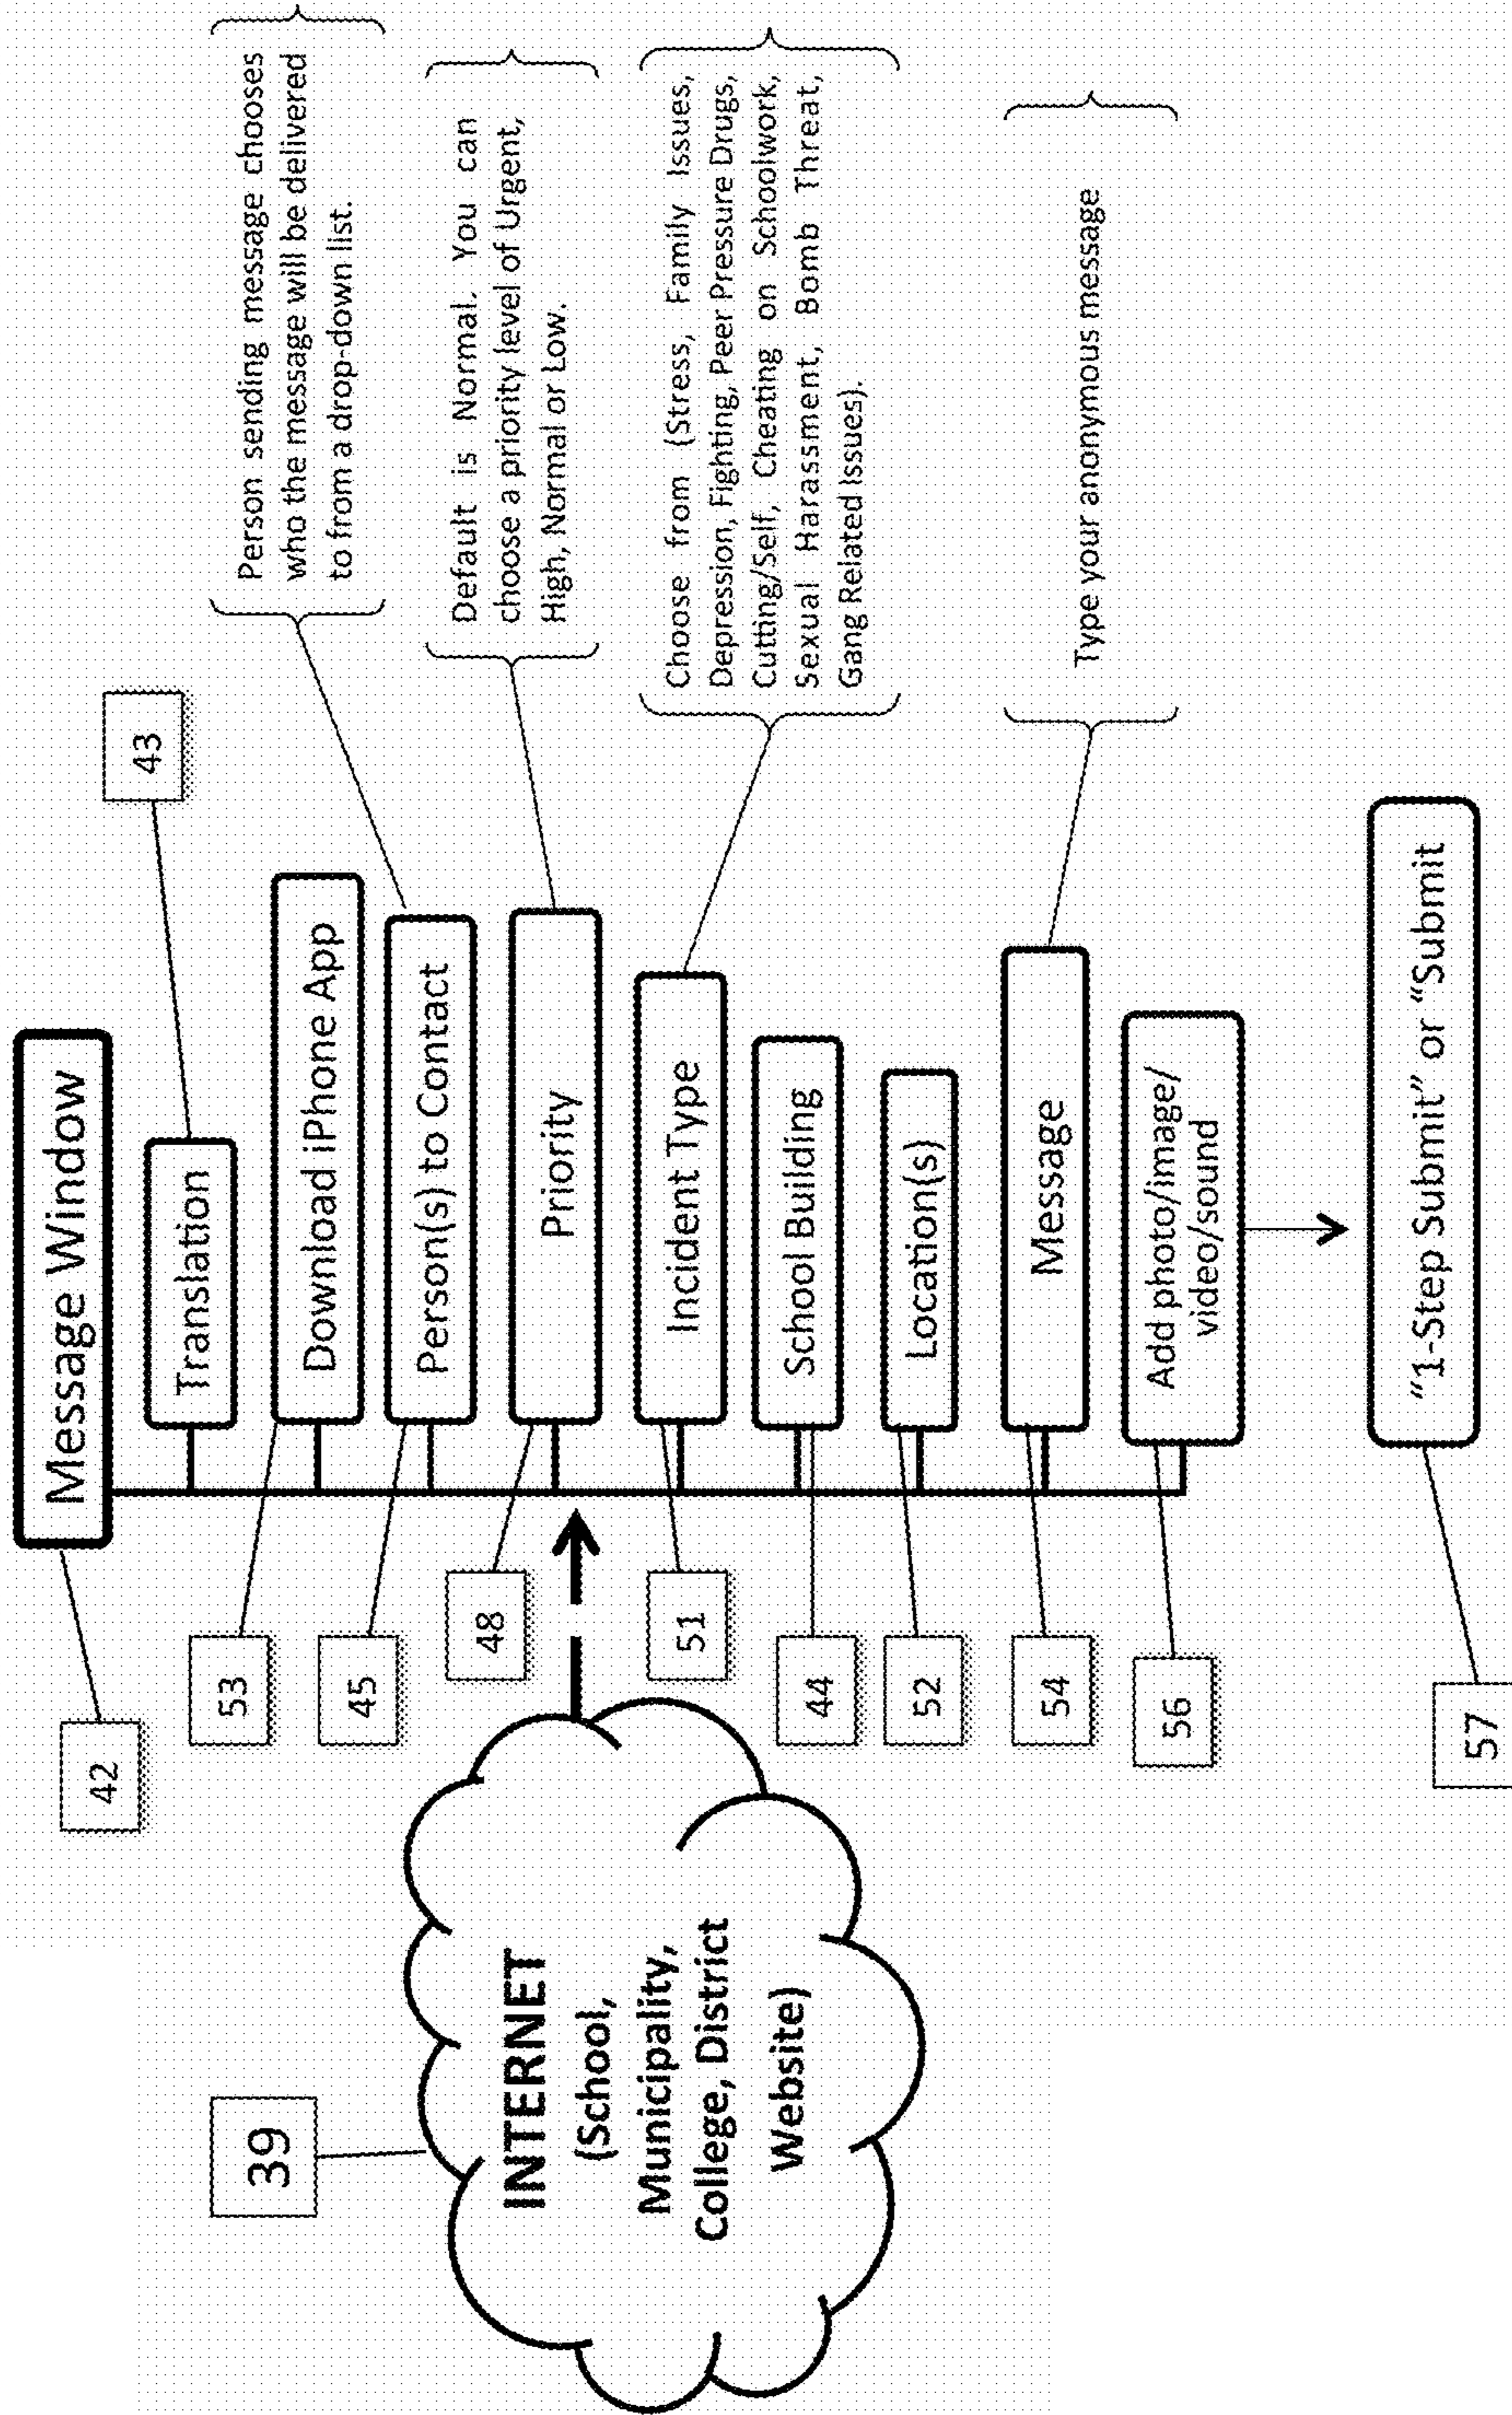 39
INTERNET
(School,
Municipality,
College, District
Website)
42
Message Window
43
Translation
53
Download iPhone App
45
Person(s) to Contact
Person sending message chooses
who the message will be delivered
to from a drop-down list.
48
Priority
Default is Normal. You can
choose a priority level of Urgent,
High, Normal or Low.
51
Incident Type
Choose from (Stress, Family Issues,
Depression, Fighting, Peer Pressure Drugs,
Cutting/Self, Cheating on Schoolwork,
Sexual Harassment, Bomb Threat,
Gang Related Issues).
44
School Building
52
Location(s)
54
Message
Type your anonymous message
56
Add photo/image/
video/sound
57
"1-Step Submit" or "Submit